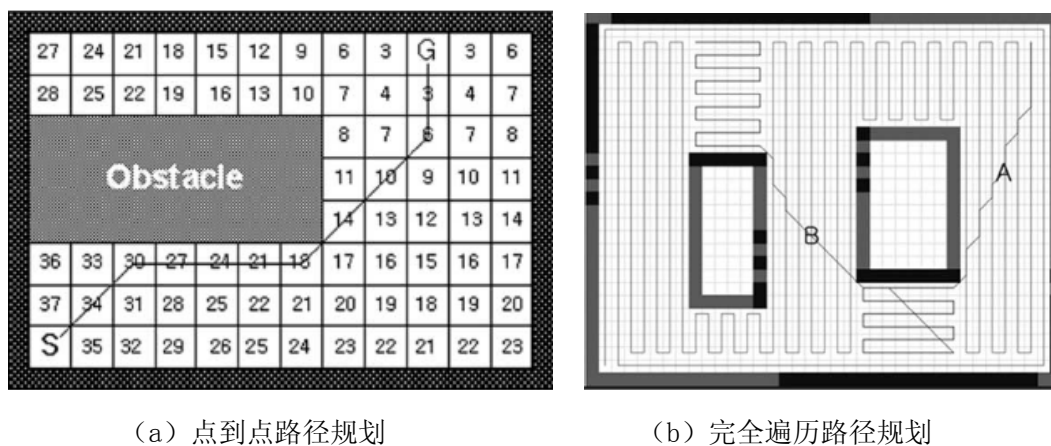 27 24 21 18 15 12 9 6 3 G 3 6
28 25 22 19 16 13 10 7 4 3 4 7
8 7 6 7 8
Obstacle
11 10 9 10 11
14 13 12 13 14
36 33 30 27 24 21 18 17 16 15 16 17
37 34 31 28 25 22 21 20 19 18 19 20
S 35 32 29 26 25 24 23 22 21 22 23
A
B
（a）点到点路径规划
（b）完全遍历路径规划